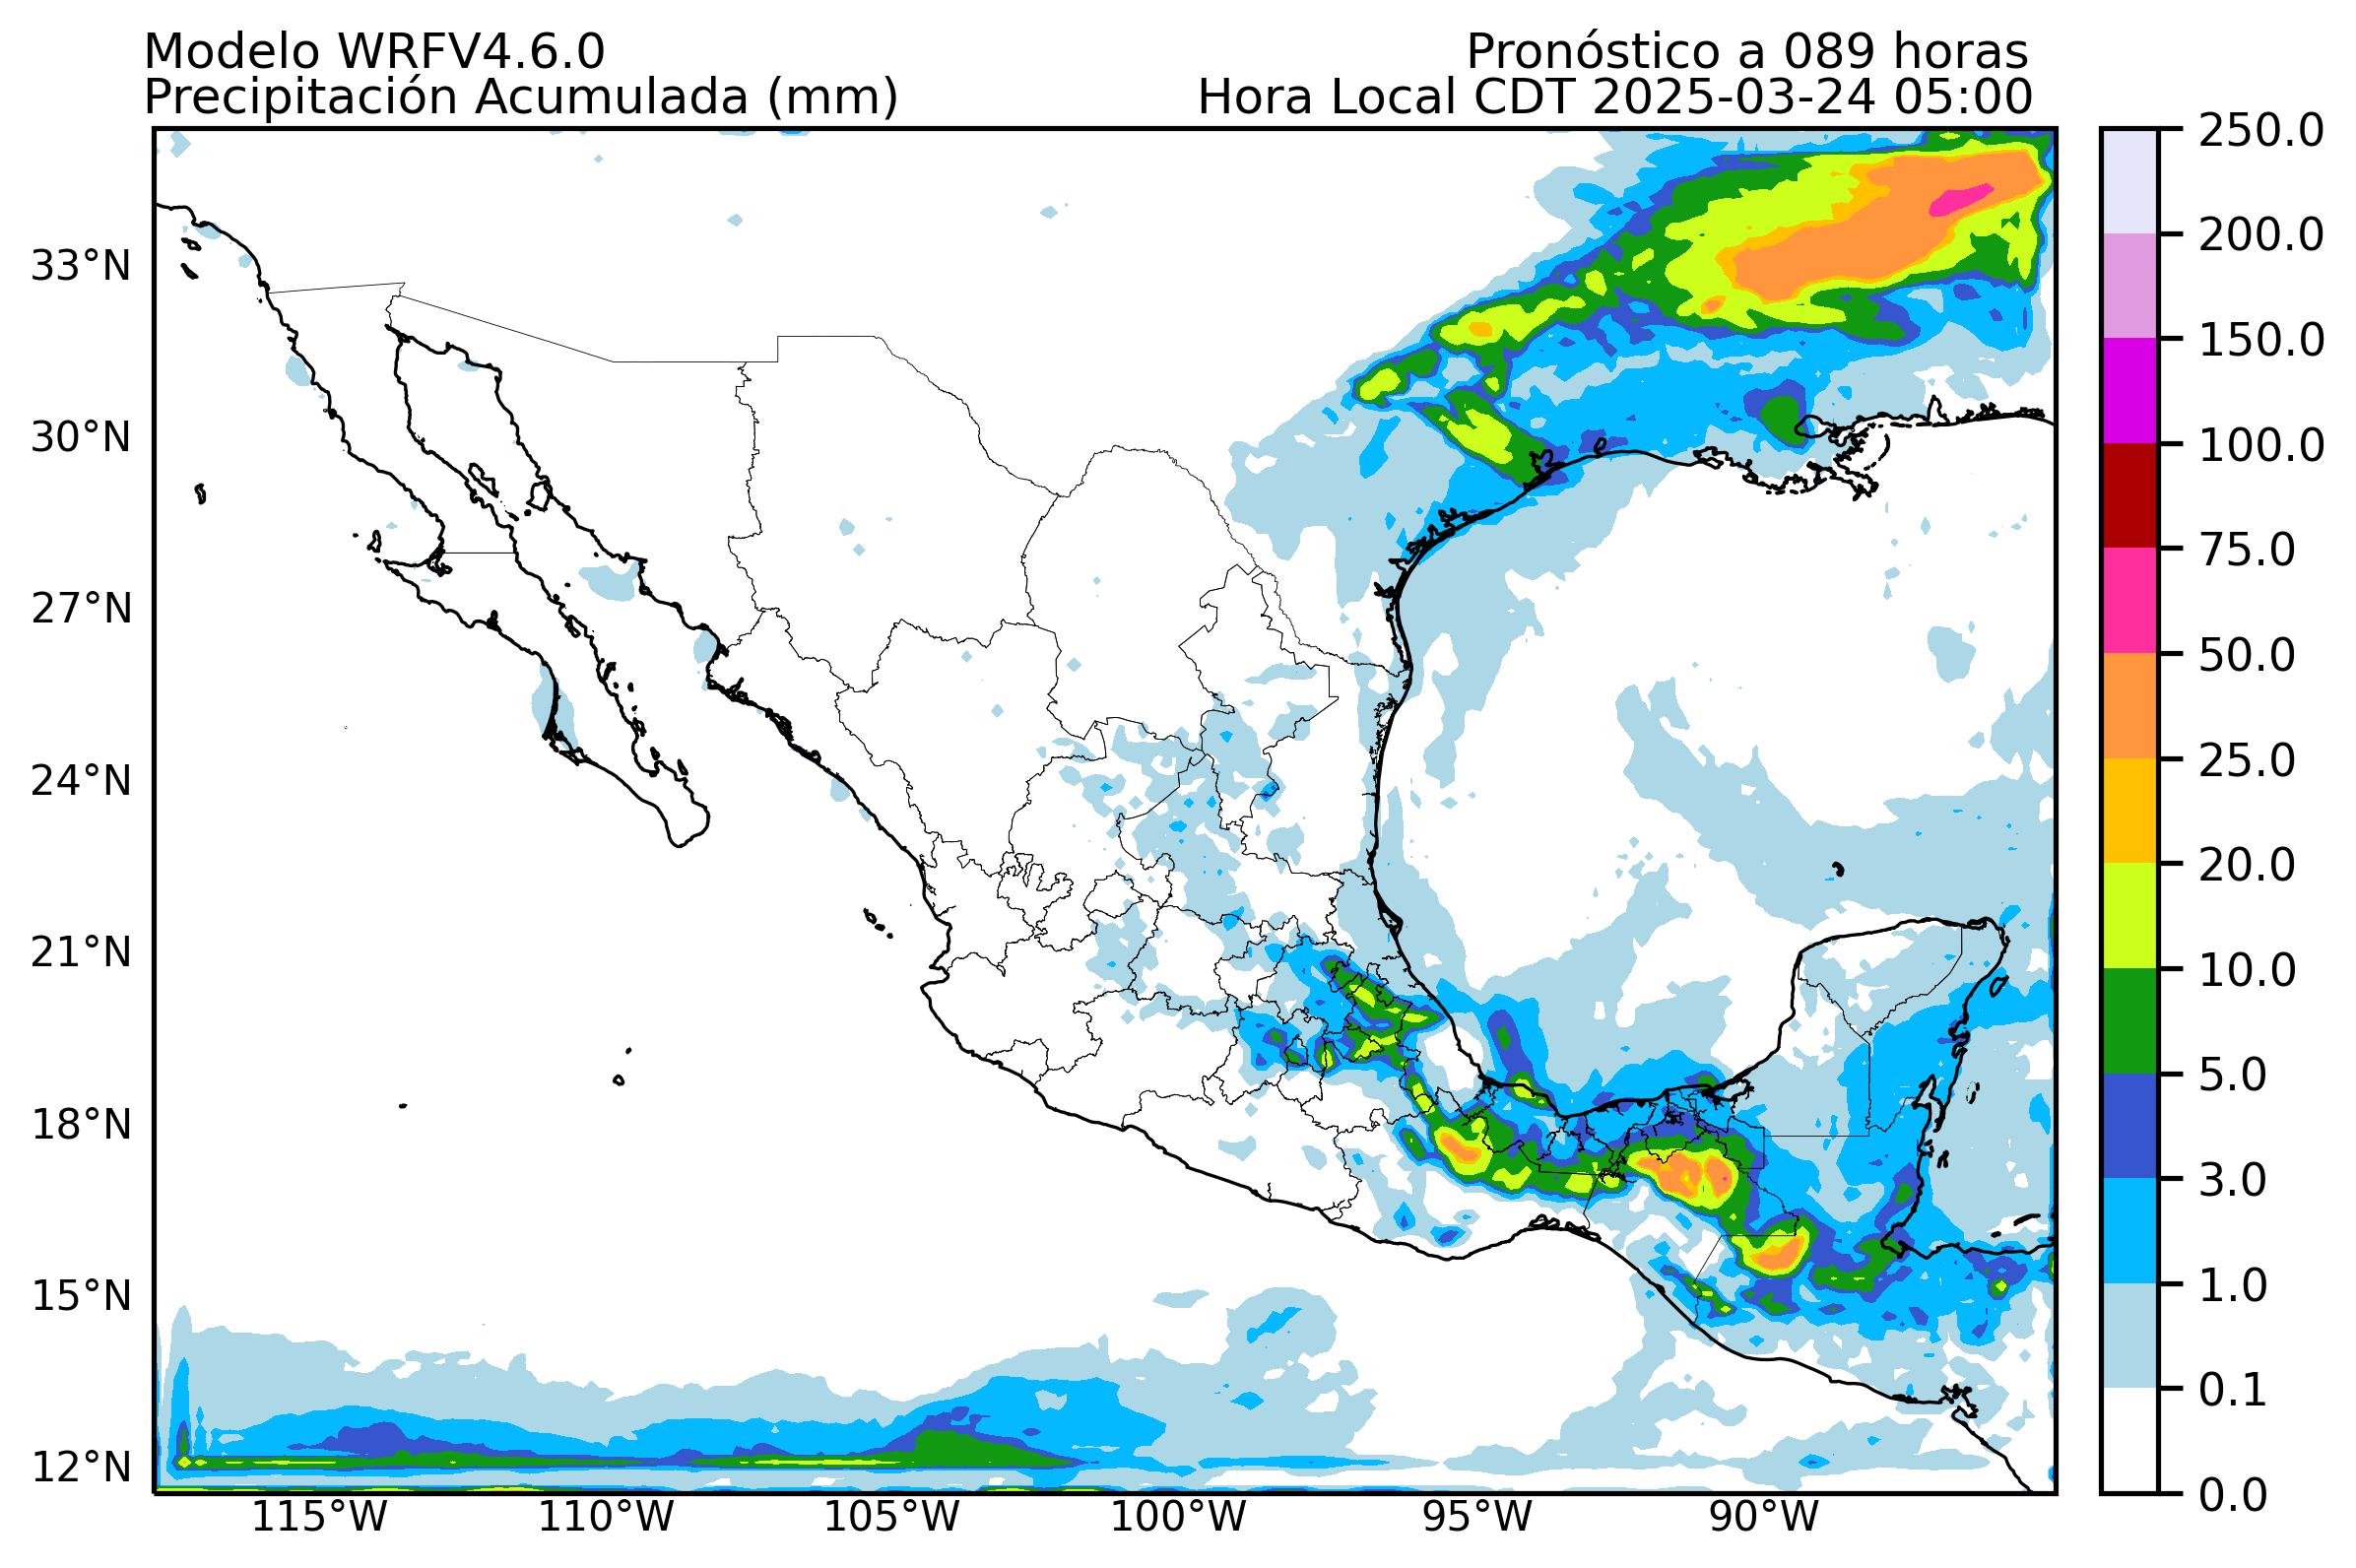 Modelo WRFV4.6.0
Pronóstico a 089 horas
Precipitación Acumulada (mm)
Hora Local CDT 2025-03-24 05:00
33°N
30°N
27°N
24°N
21°N
18°N
15°N
12°N
115°W
110°W
105°W
100°W
95°W
90°W
250.0
200.0
150.0
100.0
75.0
50.0
25.0
20.0
10.0
5.0
3.0
1.0
0.1
0.0